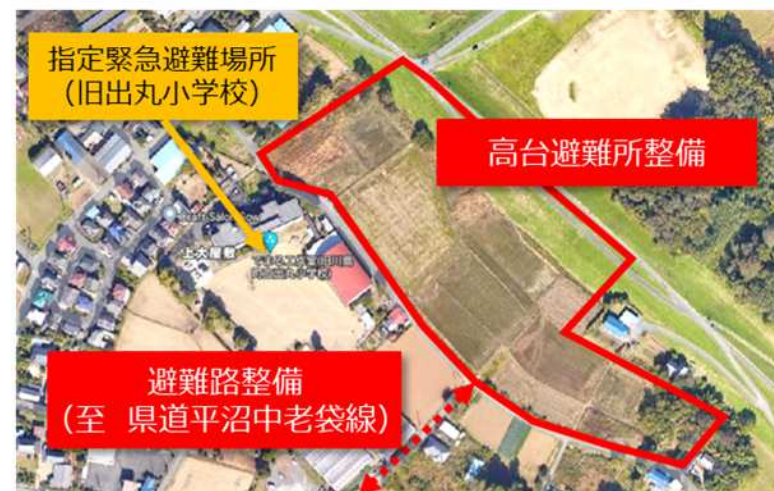 指定緊急避難場所
（旧出丸小学校）
高台避難所整備
上大屋敷
避難路整備
（至　県道平沼中老袋線）